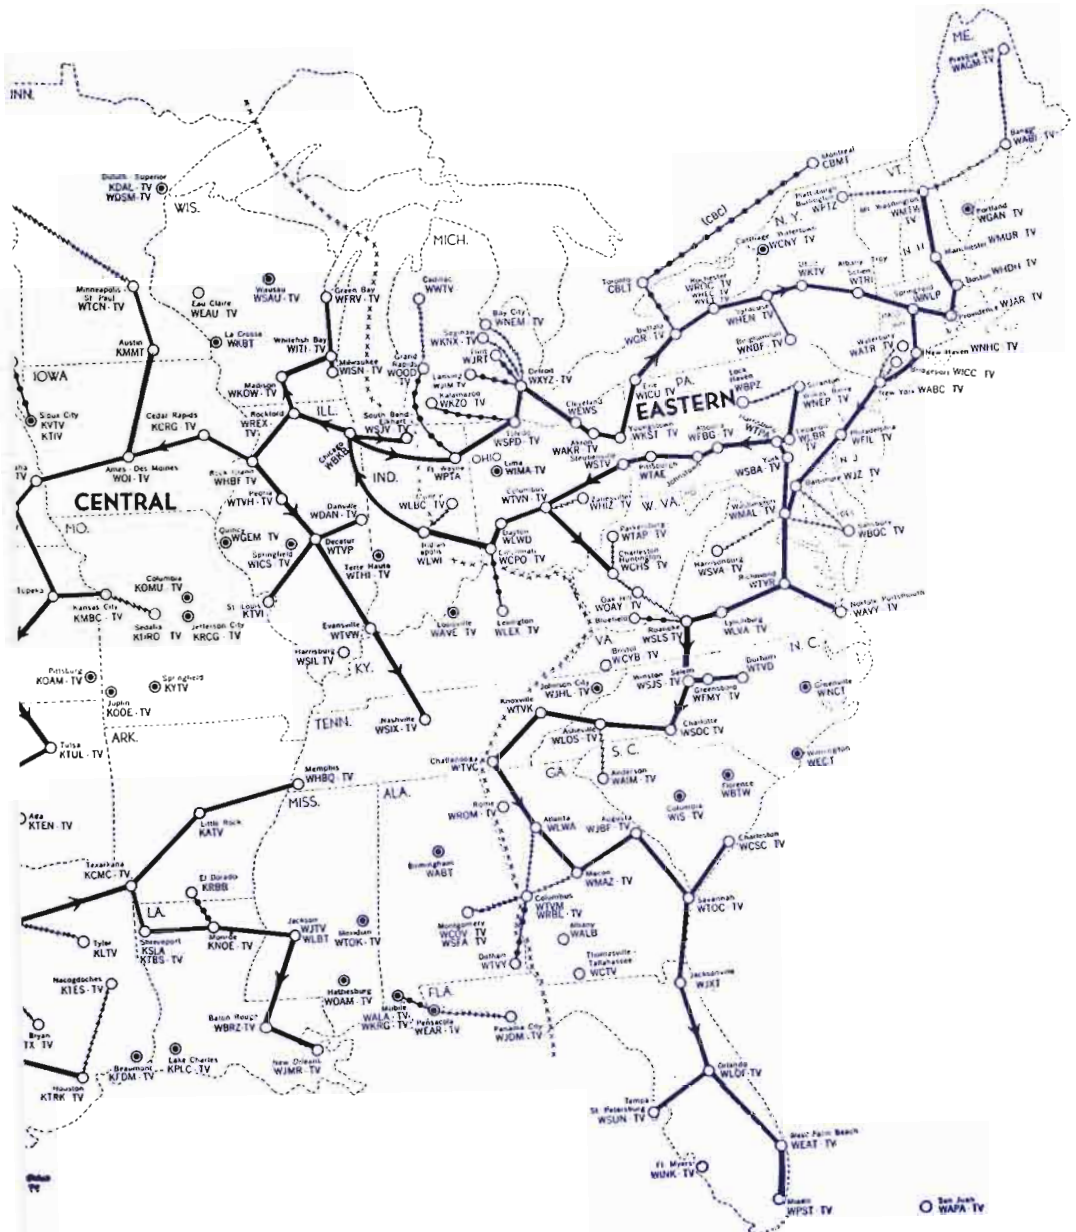 INN.
ME.
Presque Isle
WAGM-TV
Bangor
WABI-TV
Montreal
CBMT
(CBC)
VT.
Plattsburg
Burlington
WPTZ
Mt. Washington
WMTW
TV
Portland
WGAN TV
N. Y.
N. H.
Duluth Superior
KDAL-TV
WDSM-TV
WIS.
MICH.
Carthage Watertown
WCNY TV
Manchester WMUR TV
Boston WHDH TV
Toronto
CBLT
Rochester
WROC TV
Buffalo
WGR TV
Syracuse
WHEN TV
WKTV
Albany Troy
WTRI
Springfield
WNLP
Providence WJAR TV
Minneapolis
St Paul
WTCN-TV
Eau Claire
WEAU TV
Wausau
WSAU-TV
Green Bay
WFRV-TV
Cadillac
WWTV
Bay City
WNEM TV
Saginaw
WKNX-TV
Flint
WJRT
Austin
KMMT
La Crosse
WKBT
Whitefish Bay
WITI-TV
Milwaukee
WISN-TV
Grand
Rapids
WOOD
TV
Lansing
WJIM TV
Detroit
WXYZ-TV
Binghamton
WNBF TV
Waterbury
WATR TV
New Haven WNHC TV
Bridgeport WICC TV
New York WABC TV
IOWA
Madison
WKOW-TV
Kalamazoo
WKZO TV
Erie
WICU TV
PA.
EASTERN
Lock
Haven
WBPZ
Scranton
WNEP TV
Sioux City
KVTV
KTIV
Cedar Rapids
KCRG TV
Rockford
WREX
TV
ILL.
South Bend
Elkhart
WSJV TV
Chicago
WBKB
Toledo
WSPD-TV
Cleveland
WEWS
Akron
WAKR TV
Youngstown
WKST TV
Altoona
WFBG TV
Harrisburg
WTPA
Lebanon
WLBR
TV
Philadelphia
WFIL TV
N J
Ames-Des Moines
WOI-TV
Rock Island
WHBF TV
IND.
Ft Wayne
WPTA
OHIO
Lima
WIMA-TV
Steubenville
WSTV
Pittsburgh
WTAE
Johnstown
York
WSBA-TV
Baltimore WJZ TV
CENTRAL
MO.
Peoria
WTVH-TV
WLBC TV
Columbus
WTVN-TV
Zanesville
WHIZ TV
W. VA.
Washington
WMAL TV
Salisbury
WBOC TV
Quincy
WGEM TV
Springfield
WICS TV
Danville
WDAN-TV
Decatur
WTVP
Indianapolis
WLWI
Dayton
WLWD
Cincinnati
WCPO TV
Parkersburg
WTAP TV
Charleston
Huntington
WCHS TV
Harrisonburg
WSVA TV
Richmond
WTVR
Topeka
Kansas City
KMBC-TV
Columbia
KOMU-TV
Sedalia
KDRO TV
Jefferson City
KRCG TV
St Louis
KTVI
Terre Haute
WTHI-TV
Evansville
WTVW
Louisville
WAVE TV
Lexington
WLEX TV
Oak Hill
WOAY TV
Bluefield
Roanoke
WSLS TV
Lynchburg
WLVA TV
Norfolk Portsmouth
WAVY TV
VA.
Pittsburg
KOAM-TV
Joplin
KODE-TV
Springfield
KYTV
Harrisburg
WSIL TV
KY.
Bristol
WCYB TV
Johnson City
WJHL-TV
Winston Salem
WSJS TV
Greensboro
WFMY TV
Durham
WTVD
N. C.
Greenville
WNCT
ARK.
TENN.
Nashville
WSIX-TV
Knoxville
WTVK
Asheville
WLOS TV
Charlotte
WSOC TV
Tulsa
KTUL-TV
Chattanooga
WTVC
S. C.
GA.
Wilmington
WECT
Memphis
WHBQ TV
MISS.
ALA.
Anderson
WAIM TV
Florence
WBTW
Columbia
WIS TV
Ada
KTEN-TV
Little Rock
KATV
Rome
WROM-TV
Atlanta
WLWA
Augusta
WJBF TV
Charleston
WCSC TV
Texarkana
KCMC-TV
El Dorado
KRBB
Birmingham
WABT
Macon
WMAZ-TV
LA.
Savannah
WTOC TV
Tyler
KLTV
Shreveport
KSLA
KTBS-TV
Monroe
KNOE-TV
Jackson
WJTV
WLBT
Meridian
WTOK-TV
Montgomery
WCOV TV
WSFA TV
Columbus
WTVM
WRBL-TV
Albany
WALB
Dothan
WTVY
Thomasville-
Tallahassee
WCTV
Jacksonville
WJXT
Nacogdoches
KTES-TV
Hattiesburg
WDAM-TV
FLA.
Mobile
WALA-TV
WKRG-TV
Pensacola
WEAR-TV
Panama City
WJDM-TV
Baton Rouge
WBRZ-TV
New Orleans
WJMR-TV
Bryan
TX TV
Beaumont
KFDM-TV
Lake Charles
KPLC-TV
Houston
KTRK TV
Orlando
WLOF-TV
Tampa
St. Petersburg
WSUN TV
West Palm Beach
WEAT-TV
Ft Myers
WINK-TV
Miami
WPST-TV
San Juan
WAPA-TV